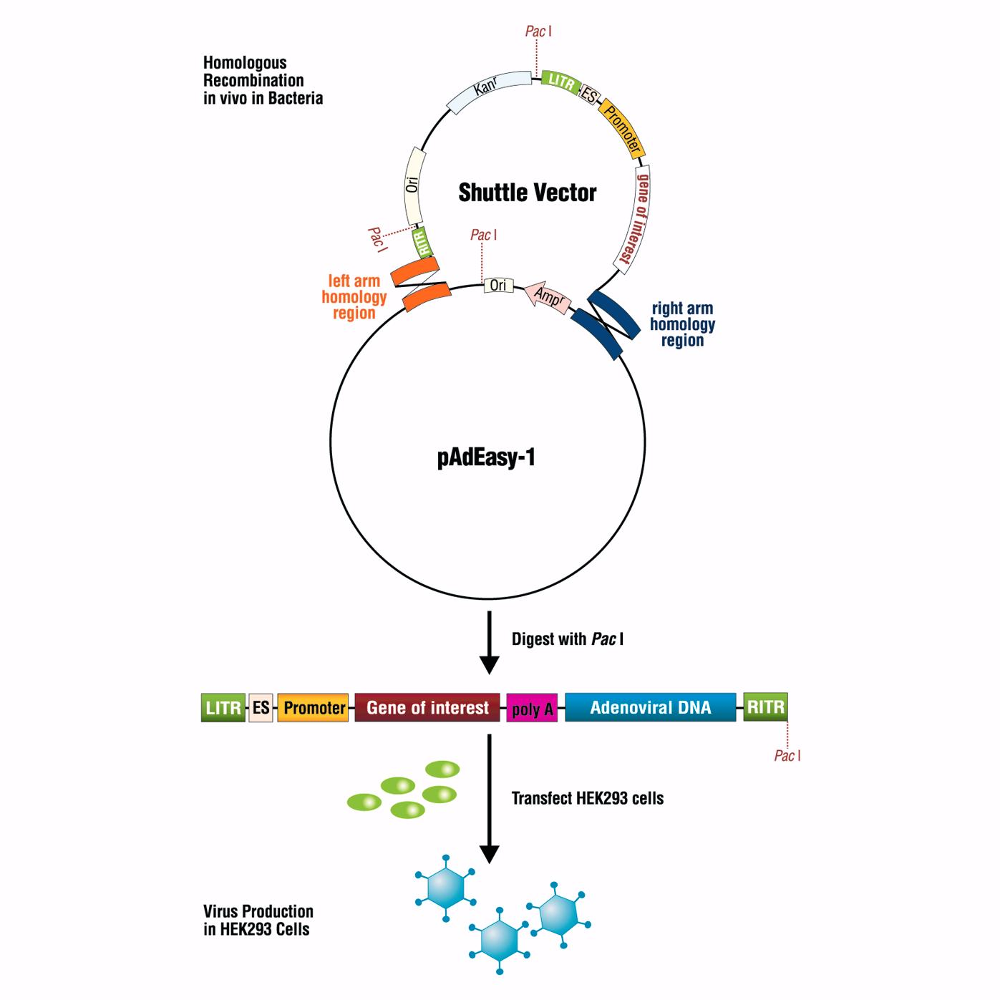 Homologous
Recombination
in vivo in Bacteria
Pac I
Kanʳ
LITR
ES
Promoter
gene of interest
Ori
Shuttle Vector
Pac I
RITR
Pac I
left arm
homology
region
Ori
Ampʳ
right arm
homology
region
pAdEasy-1
Digest with Pac I
LITR ES Promoter Gene of interest poly A Adenoviral DNA RITR
Pac I
Transfect HEK293 cells
Virus Production
in HEK293 Cells